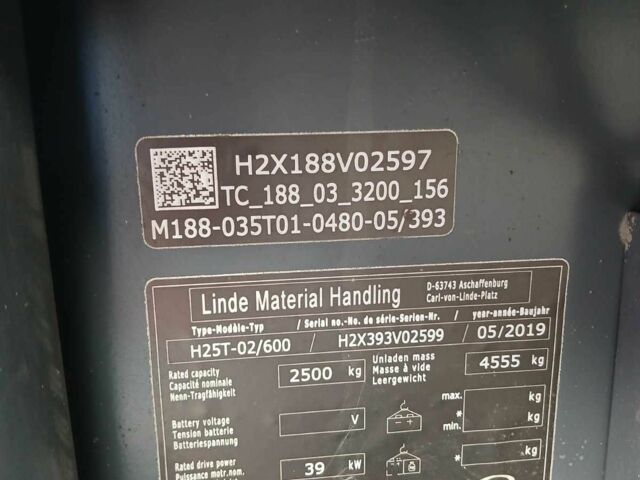 H2X188V02597
TC_188_03_3200_156
M188-035T01-0480-05/393
Linde Material Handling
D-63743 Aschaffenburg
Carl-von-Linde-Platz
Type-Modèle-Typ / Serial no.-No. de série-Serien-Nr. / year-année-Baujahr
H25T-02/600 H2X393V02599 05/2019
Rated capacity
Capacité nominale
Nenn-Tragfähigkeit
2500 kg
Unladen mass
Masse à vide
Leergewicht
4555 kg
Battery voltage
Tension batterie
Batteriespannung
V
max. kg
* kg
min.
Rated drive power
Puissance motr.nom.
39 kW
* kg